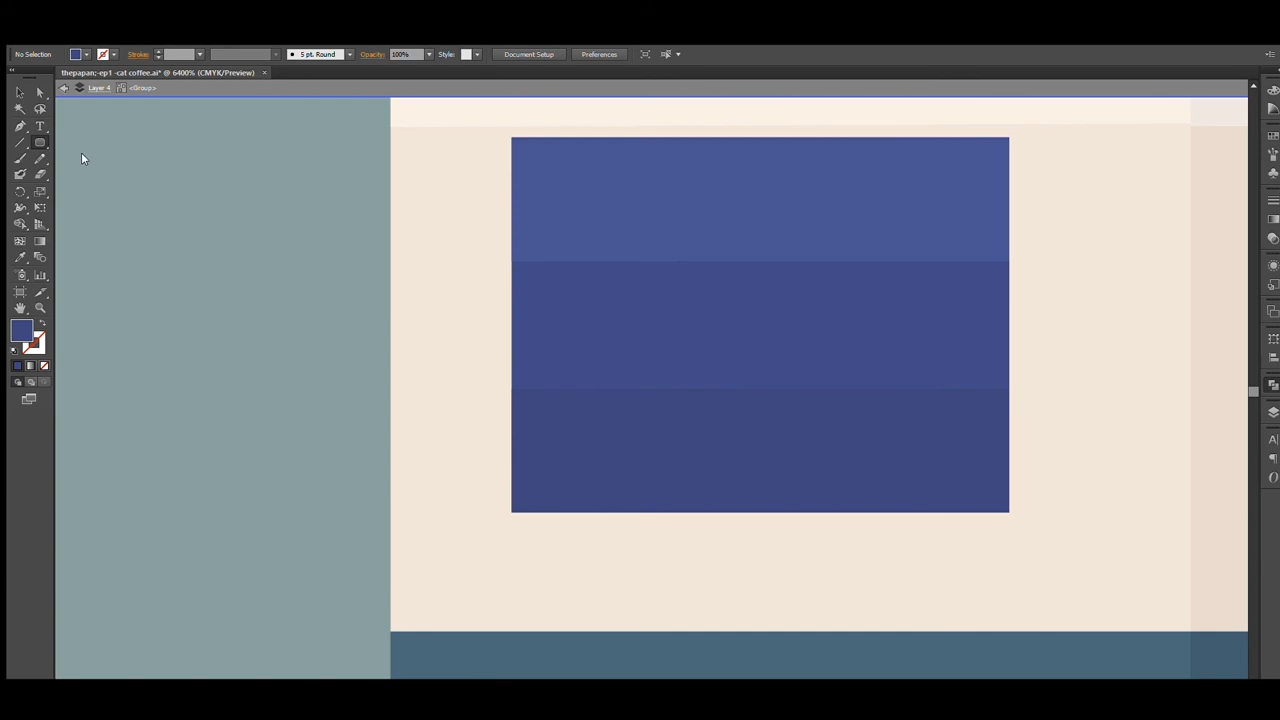 No Selection Stroke: 5 pt. Round Opacity: 100% Style: Document Setup Preferences
thepapan;-ep1 -cat coffee.ai* @ 6400% (CMYK/Preview) ×
Layer 4 <Group>